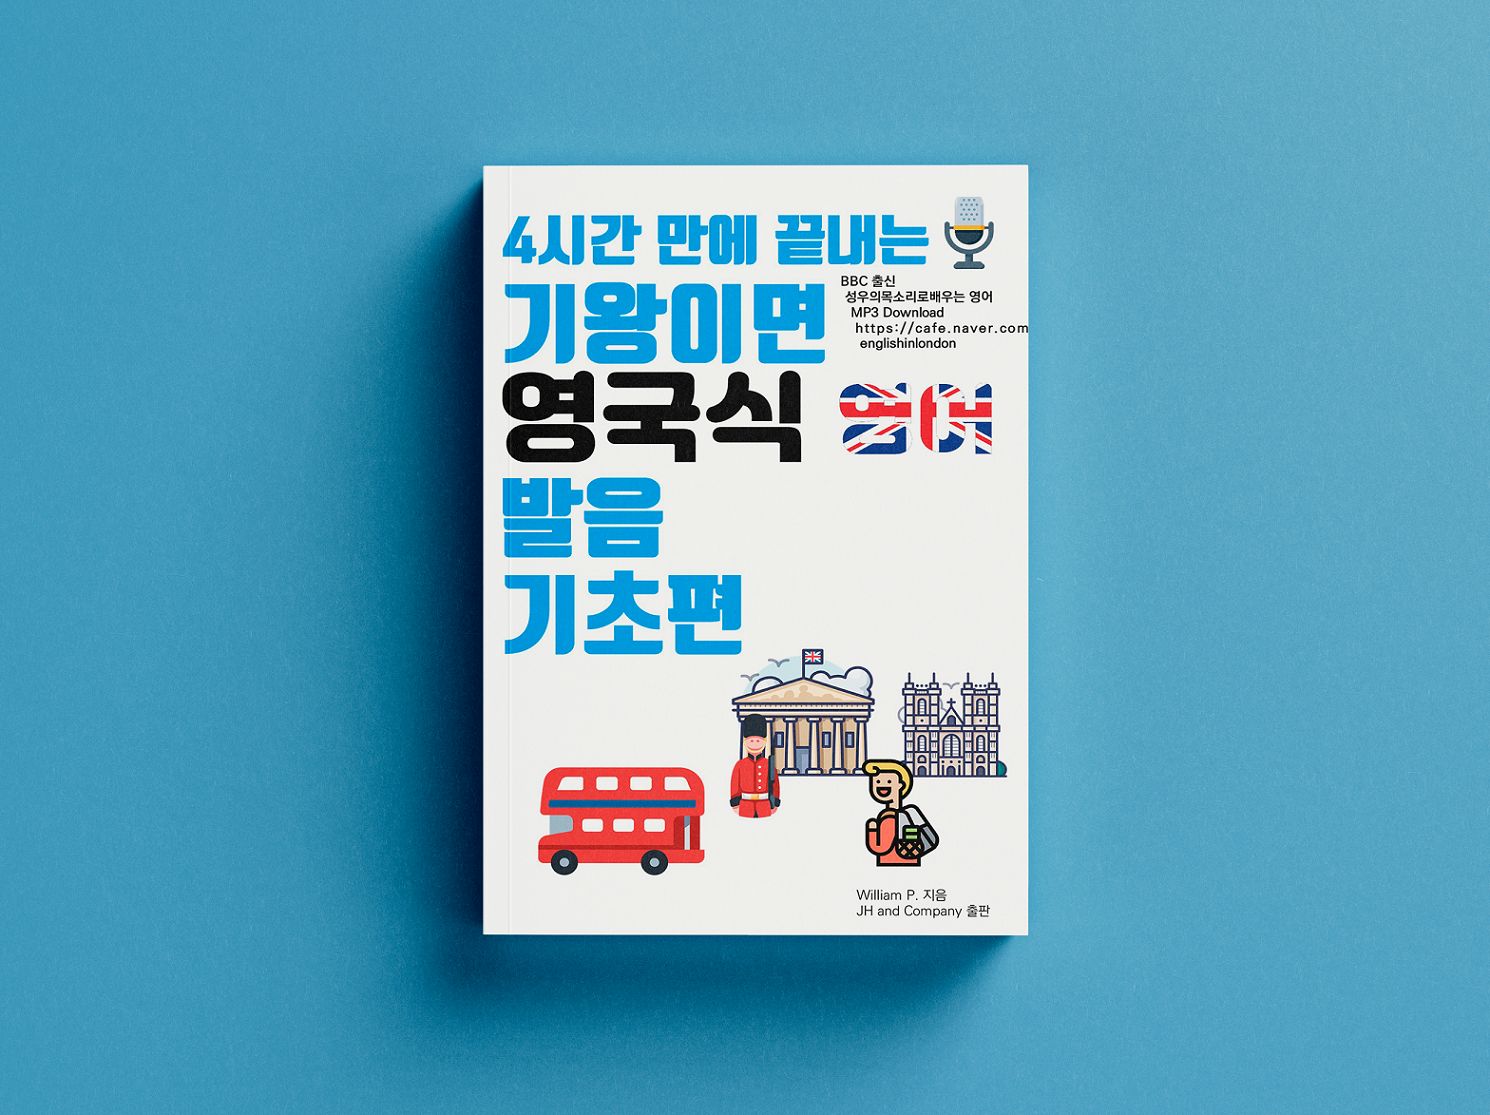 4시간 만에 끝내는
기왕이면
BBC 출신
성우의목소리로배우는 영어
MP3 Download
https://cafe.naver.com
englishinlondon
영국식 영어
발음
기초편
William P. 지음
JH and Company 출판